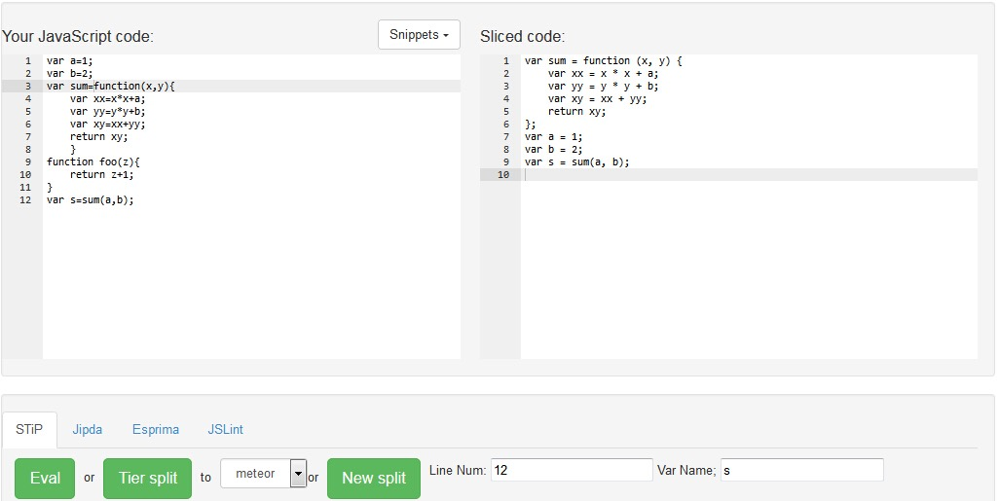 Your JavaScript code:
Snippets
1 var a=1;
2 var b=2;
3 var sum=function(x,y){
4     var xx=x*x+a;
5     var yy=y*y+b;
6     var xy=xx+yy;
7     return xy;
8     }
9 function foo(z){
10     return z+1;
11 }
12 var s=sum(a,b);
Sliced code:
1 var sum = function (x, y) {
2     var xx = x * x + a;
3     var yy = y * y + b;
4     var xy = xx + yy;
5     return xy;
6 };
7 var a = 1;
8 var b = 2;
9 var s = sum(a, b);
10
STiP Jipda Esprima JSLint
Eval or Tier split to meteor or New split Line Num: 12 Var Name; s